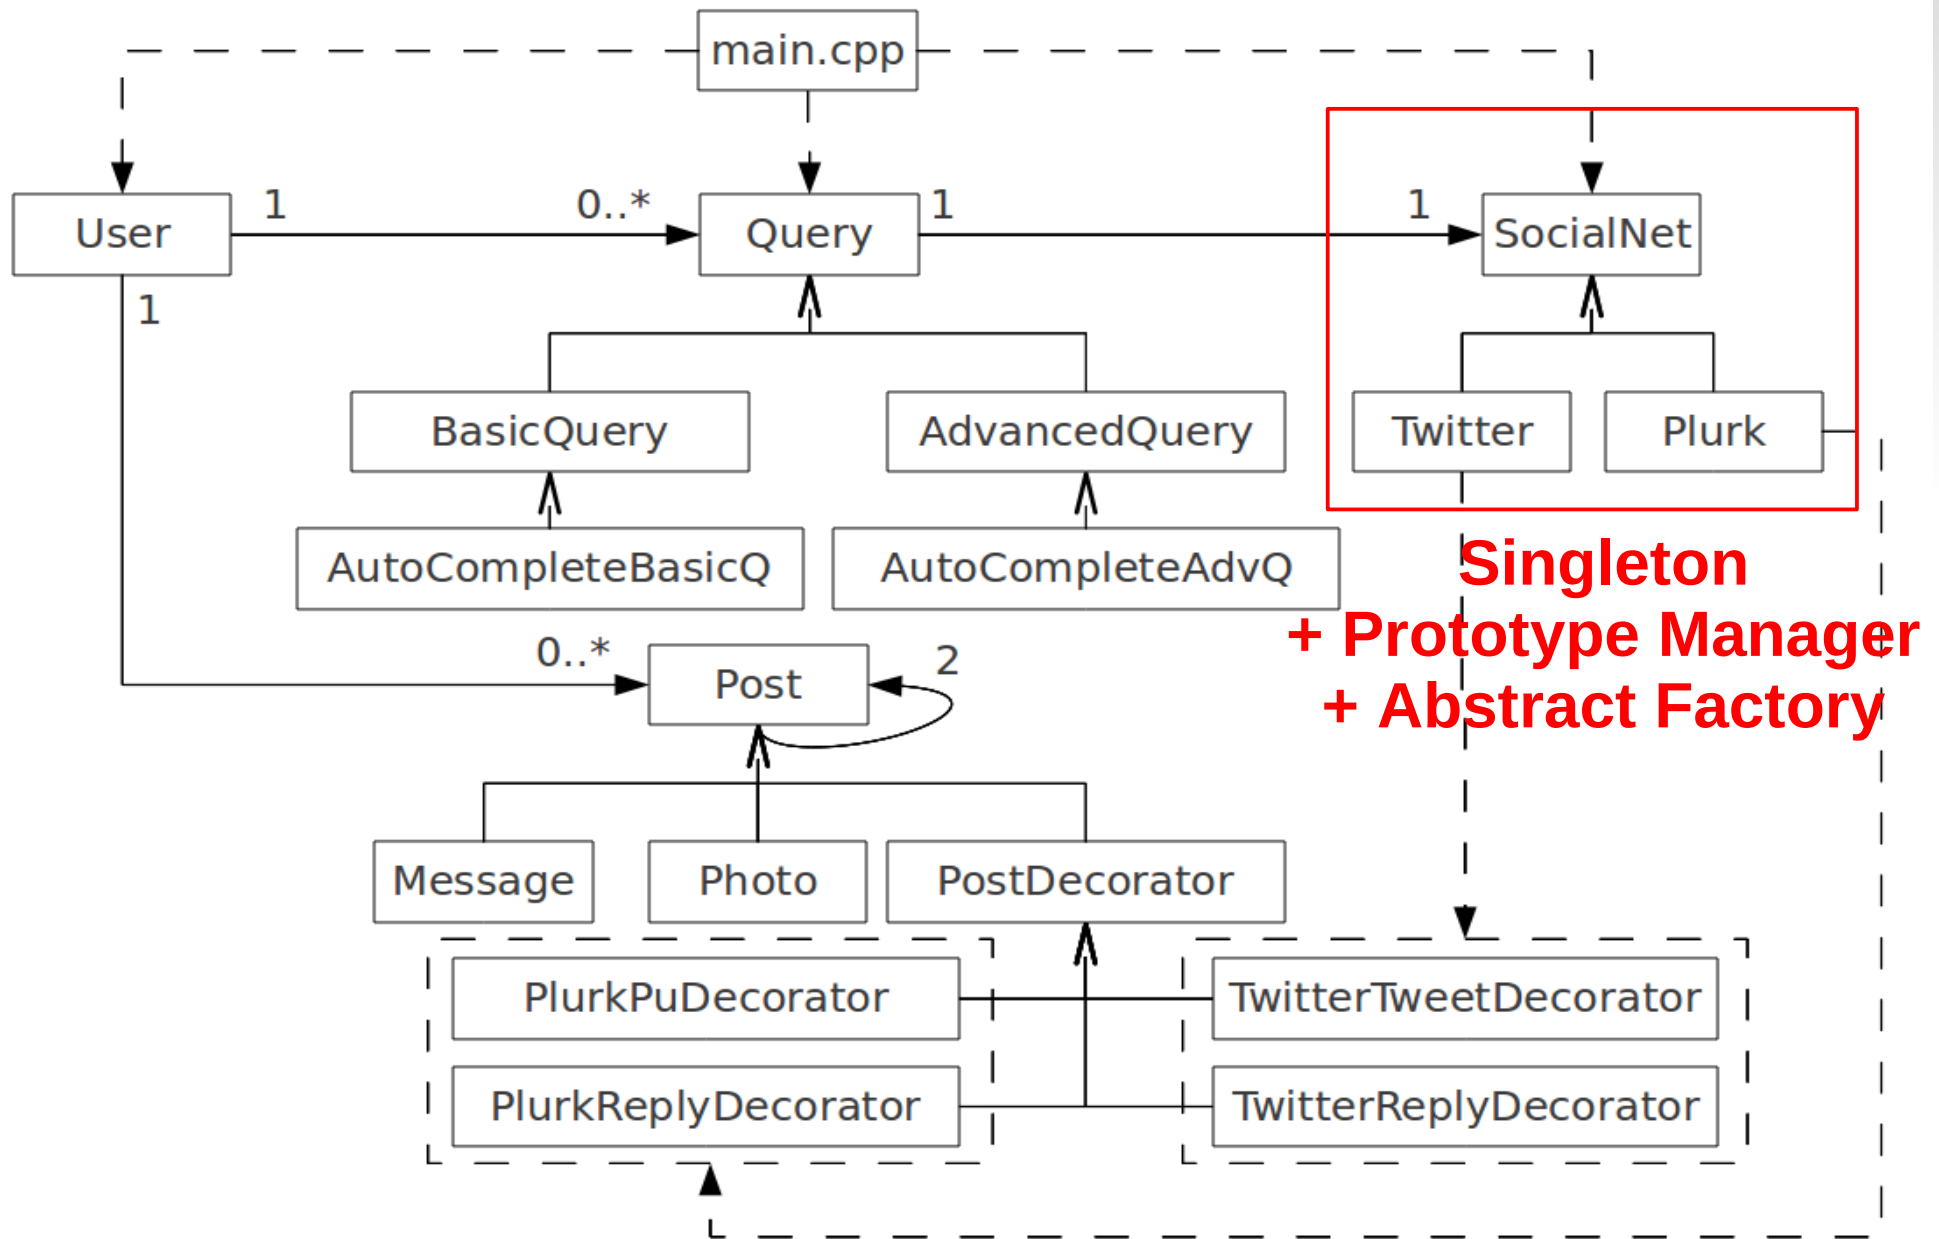 main.cpp
User
1
0..*
Query
1
1
SocialNet
1
BasicQuery
AdvancedQuery
Twitter
Plurk
AutoCompleteBasicQ
AutoCompleteAdvQ
Singleton
+ Prototype Manager
+ Abstract Factory
0..*
Post
2
Message
Photo
PostDecorator
PlurkPuDecorator
TwitterTweetDecorator
PlurkReplyDecorator
TwitterReplyDecorator